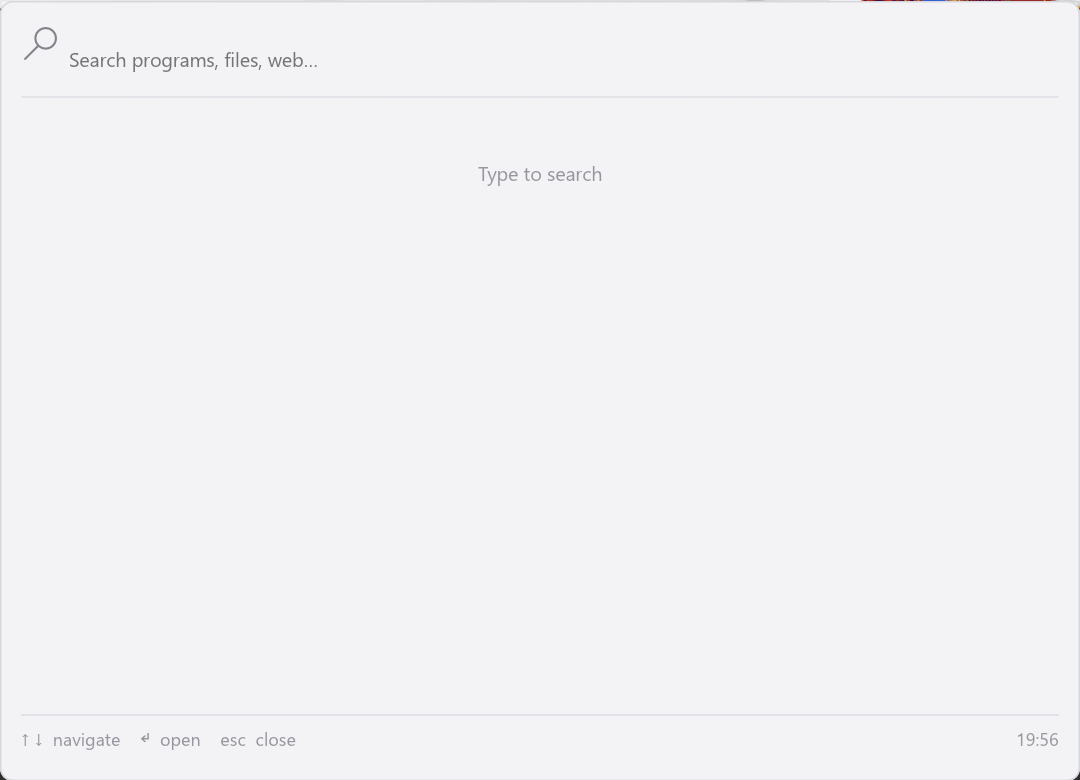 Search programs, files, web...
Type to search
↑ ↓ navigate ↵ open esc close 19:56